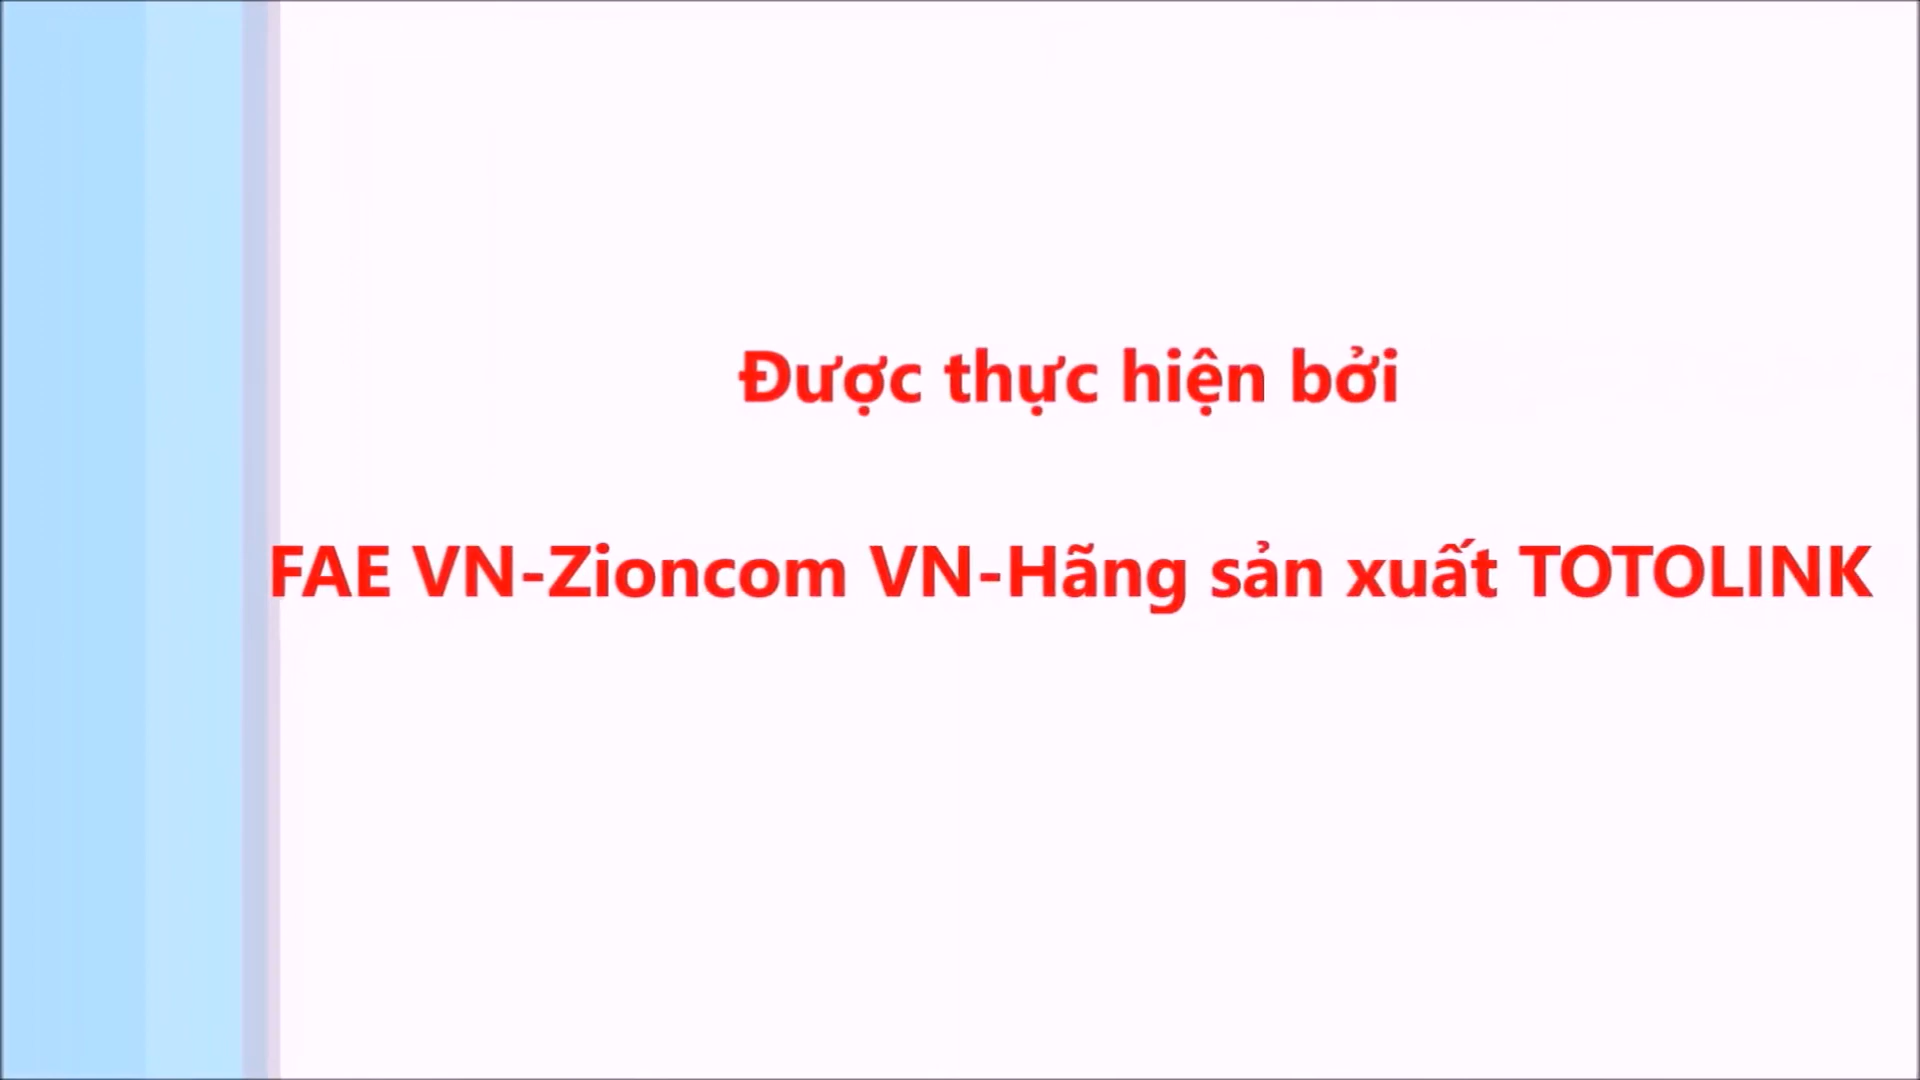 Được thực hiện bởi
FAE VN-Zioncom VN-Hãng sản xuất TOTOLINK